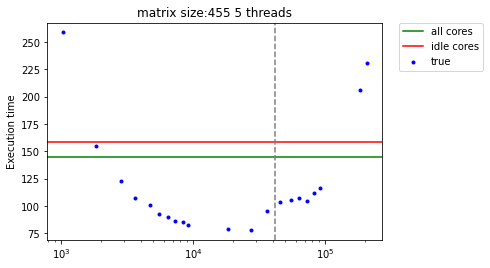 matrix size:455 5 threads
all cores
idle cores
true
Execution time
250
225
200
175
150
125
100
75
10³
10⁴
10⁵